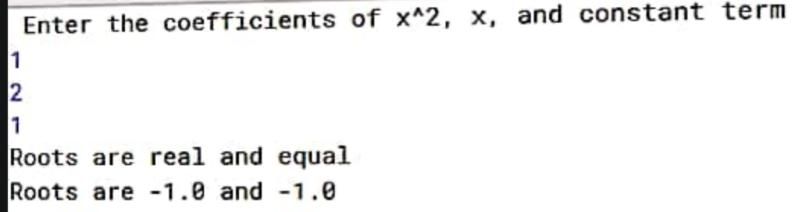 Enter the coefficients of x^2, x, and constant term
1
2
1
Roots are real and equal
Roots are -1.0 and -1.0